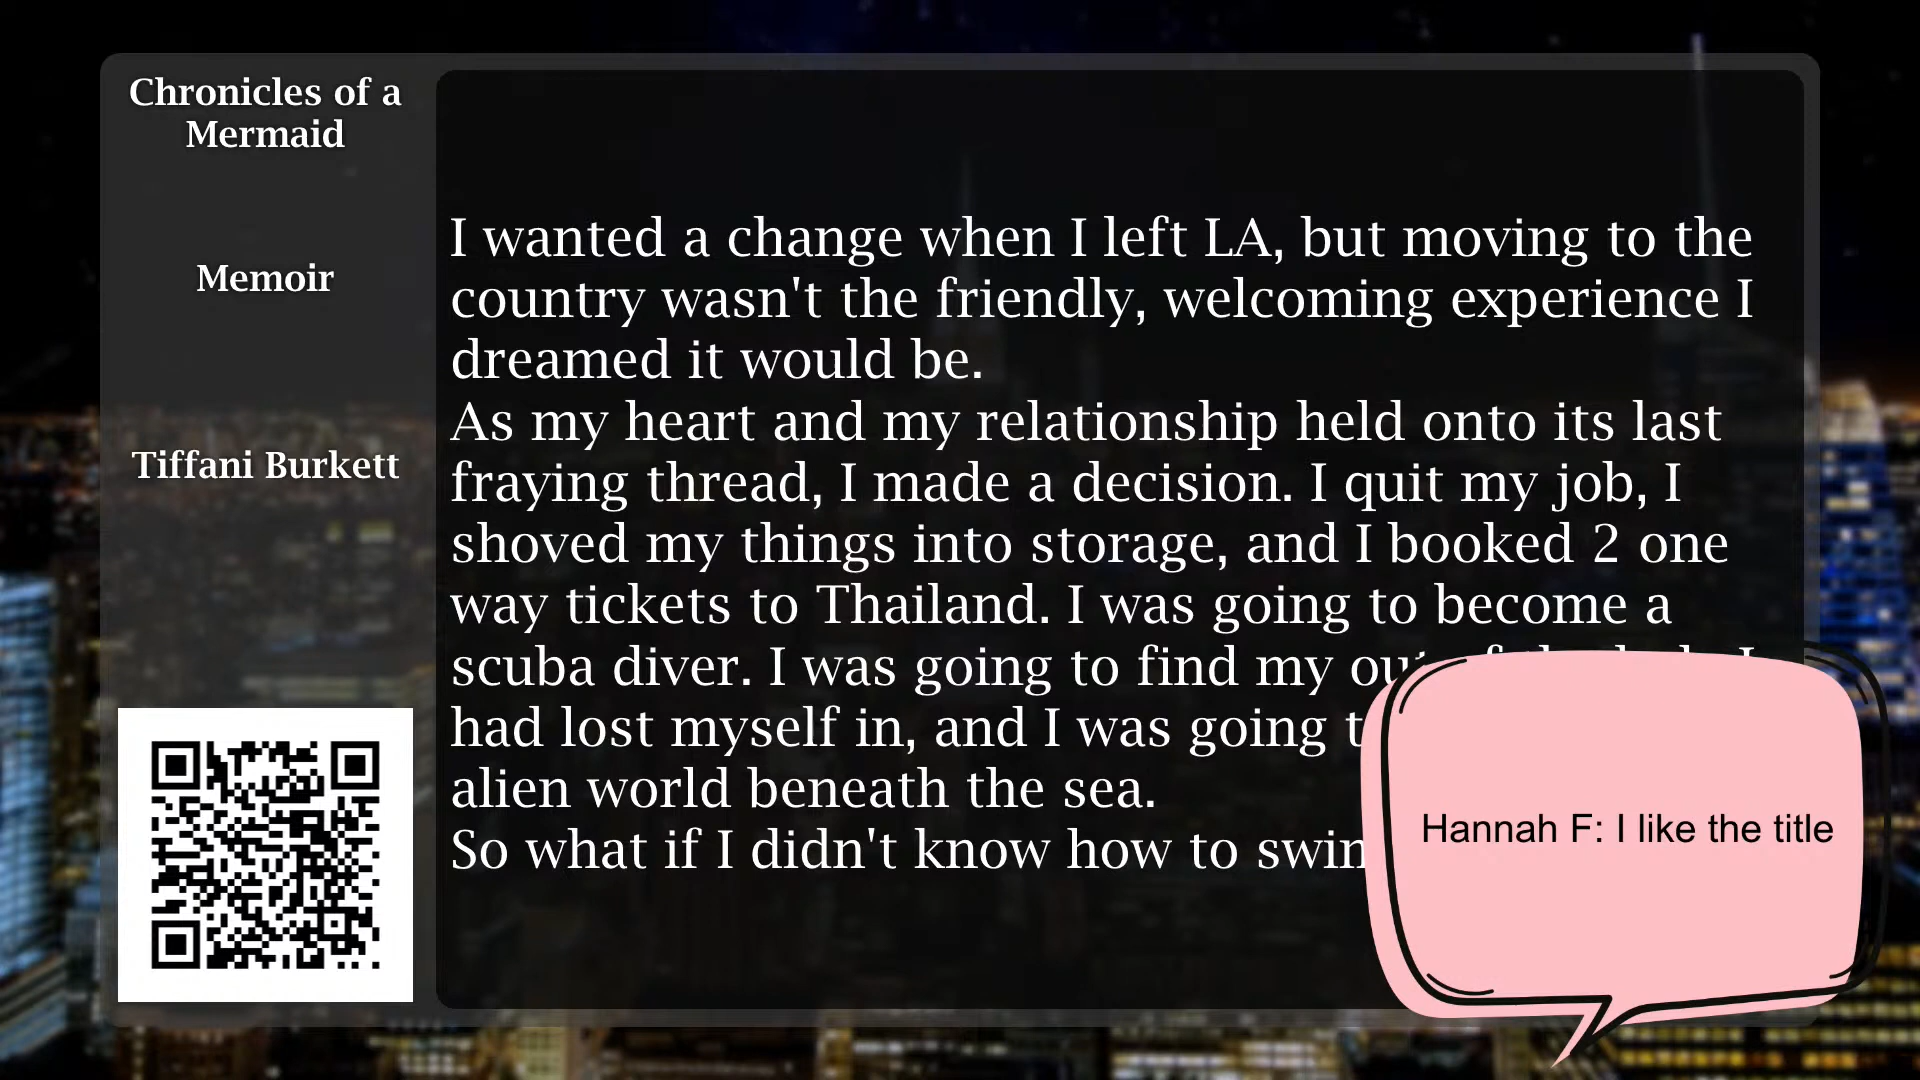 Chronicles of a
Mermaid
Memoir
Tiffani Burkett
I wanted a change when I left LA, but moving to the
country wasn't the friendly, welcoming experience I
dreamed it would be.
As my heart and my relationship held onto its last
fraying thread, I made a decision. I quit my job, I
shoved my things into storage, and I booked 2 one
way tickets to Thailand. I was going to become a
scuba diver. I was going to find my out I
had lost myself in, and I was going
alien world beneath the sea.
So what if I didn't know how to
Hannah F: I like the title